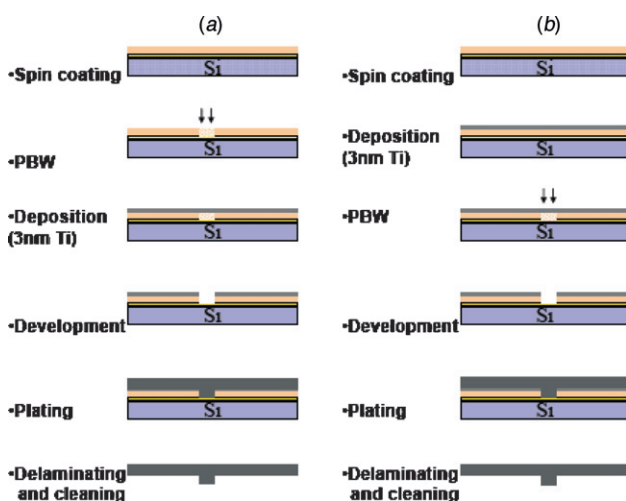 (a)
•Spin coating
Si
•PBW
Si
•Deposition
(3nm Ti)
Si
•Development
Si
•Plating
Si
•Delaminating
and cleaning
(b)
•Spin coating
Si
•Deposition
(3nm Ti)
Si
•PBW
Si
•Development
Si
•Plating
Si
•Delaminating
and cleaning